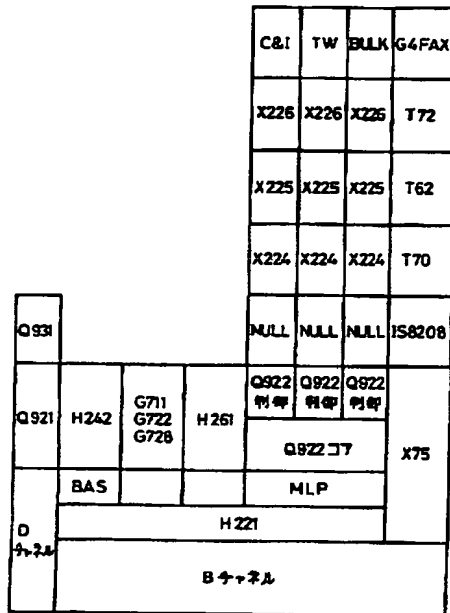 C&I TW BULK G4FAX
X226 X226 X226 T72
X225 X225 X225 T62
X224 X224 X224 T70
Q931 NULL NULL NULL IS8208
Q922 Q922 Q922
制御 制御 制御
Q921 H242 G711 H261
G722
G728
Q922コア X75
BAS MLP
H221
D
チャネル
Bチャネル